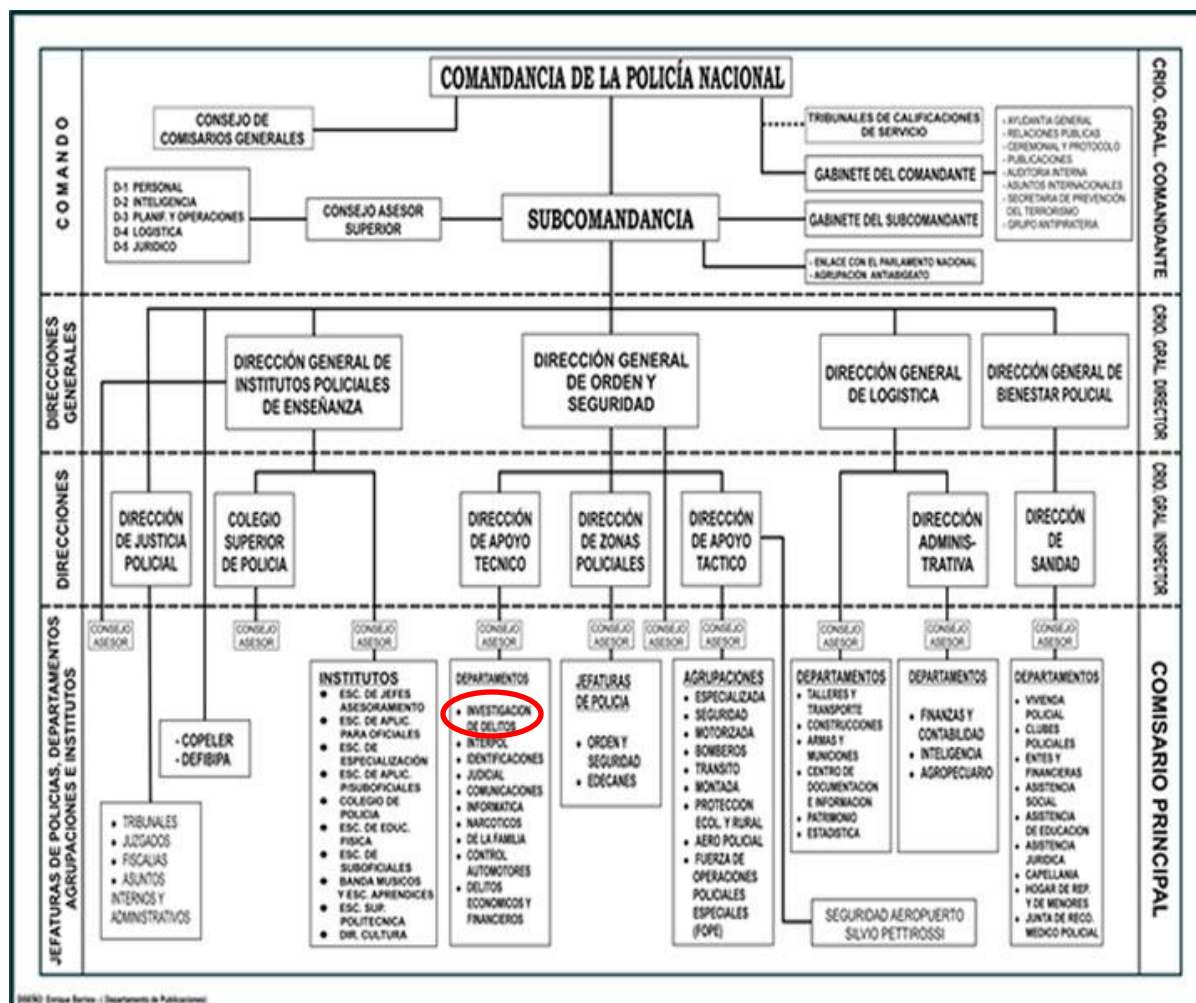 COMANDANCIA DE LA POLICÍA NACIONAL
CONSEJO DE
COMISARIOS GENERALES
TRIBUNALES DE CALIFICACIONES
DE SERVICIO
GABINETE DEL COMANDANTE
- AYUDANTIA GENERAL
- RELACIONES PÚBLICAS
- CEREMONIAL Y PROTOCOLO
- PUBLICACIONES
- AUDITORIA INTERNA
- ASUNTOS INTERNACIONALES
- SECRETARIA DE PREVENCIÓN
DEL TERRORISMO
- GRUPO ANTIPIRATERIA
D-1 PERSONAL
D-2 INTELIGENCIA
D-3 PLANIF. Y OPERACIONES
D-4 LOGISTICA
D-5 JURIDICO
CONSEJO ASESOR
SUPERIOR
SUBCOMANDANCIA
GABINETE DEL SUBCOMANDANTE
- ENLACE CON EL PARLAMENTO NACIONAL
- AGRUPACIÓN ANTIABIGEATO
COMANDO
CRIO. GRAL. COMANDANTE
DIRECCIONES
GENERALES
DIRECCIÓN GENERAL DE
INSTITUTOS POLICIALES
DE ENSEÑANZA
DIRECCIÓN GENERAL
DE ORDEN Y
SEGURIDAD
DIRECCIÓN GENERAL
DE LOGISTICA
DIRECCIÓN GENERAL DE
BIENESTAR POLICIAL
CRIO. GRAL. DIRECTOR
DIRECCIONES
DIRECCIÓN
DE JUSTICIA
POLICIAL
COLEGIO
SUPERIOR
DE POLICIA
DIRECCIÓN
DE APOYO
TECNICO
DIRECCIÓN
DE ZONAS
POLICIALES
DIRECCIÓN
DE APOYO
TACTICO
DIRECCIÓN
ADMINIS-
TRATIVA
DIRECCIÓN
DE
SANIDAD
CRIO. GRAL. INSPECTOR
JEFATURAS DE POLICIAS, DEPARTAMENTOS
AGRUPACIONES E INSTITUTOS
CONSEJO
ASESOR
CONSEJO
ASESOR
CONSEJO
ASESOR
CONSEJO
ASESOR
CONSEJO
ASESOR
CONSEJO
ASESOR
CONSEJO
ASESOR
CONSEJO
ASESOR
CONSEJO
ASESOR
CONSEJO
ASESOR
- COPELER
- DEFIBIPA
• TRIBUNALES
• JUZGADOS
• FISCALIAS
• ASUNTOS
INTERNOS Y
ADMINISTRATIVOS
INSTITUTOS
• ESC. DE JEFES
ASESORAMIENTO
• ESC. DE APLIC.
PARA OFICIALES
• ESC. DE
ESPECIALIZACIÓN
• ESC. DE APLIC.
P/SUBOFICIALES
• COLEGIO DE
POLICIA
• ESC. DE EDUC.
FISICA
• ESC. DE
SUBOFICIALES
• BANDA MUSICOS
Y ESC. APRENDICES
• ESC. SUP.
POLITECNICA
• DIR. CULTURA
DEPARTAMENTOS
• INVESTIGACION
DE DELITOS
• INTERPOL
• IDENTIFICACIONES
• JUDICIAL
• COMUNICACIONES
• INFORMATICA
• NARCOTICOS
• DE LA FAMILIA
• CONTROL
AUTOMOTORES
• DELITOS
ECONOMICOS Y
FINANCIEROS
JEFATURAS
DE POLICIA
• ORDEN Y
SEGURIDAD
• EDECANES
AGRUPACIONES
• ESPECIALIZADA
• SEGURIDAD
• MOTORIZADA
• BOMBEROS
• TRANSITO
• MONTADA
• PROTECCION
ECOL. Y RURAL
• AERO POLICIAL
• FUERZA DE
OPERACIONES
POLICIALES
ESPECIALES
(FOPE)
DEPARTAMENTOS
• TALLERES Y
TRANSPORTE
• CONSTRUCCIONES
• ARMAS Y
MUNICIONES
• CENTRO DE
DOCUMENTACION
E INFORMACION
• PATRIMONIO
• ESTADISTICA
DEPARTAMENTOS
• FINANZAS Y
CONTABILIDAD
• INTELIGENCIA
• AGROPECUARIO
DEPARTAMENTOS
• VIVIENDA
POLICIAL
• CLUBES
POLICIALES
• ENTES Y
FINANCIERAS
• ASISTENCIA
SOCIAL
• ASISTENCIA
DE EDUCACION
• ASISTENCIA
JURIDICA
• CAPELLANIA
• HOGAR DE REP.
Y DE MENORES
• JUNTA DE RECO.
MEDICO POLICIAL
SEGURIDAD AEROPUERTO
SILVIO PETTIROSSI
COMISARIO PRINCIPAL
DISEÑO: Enrique Barrios - ( Departamento de Publicaciones)